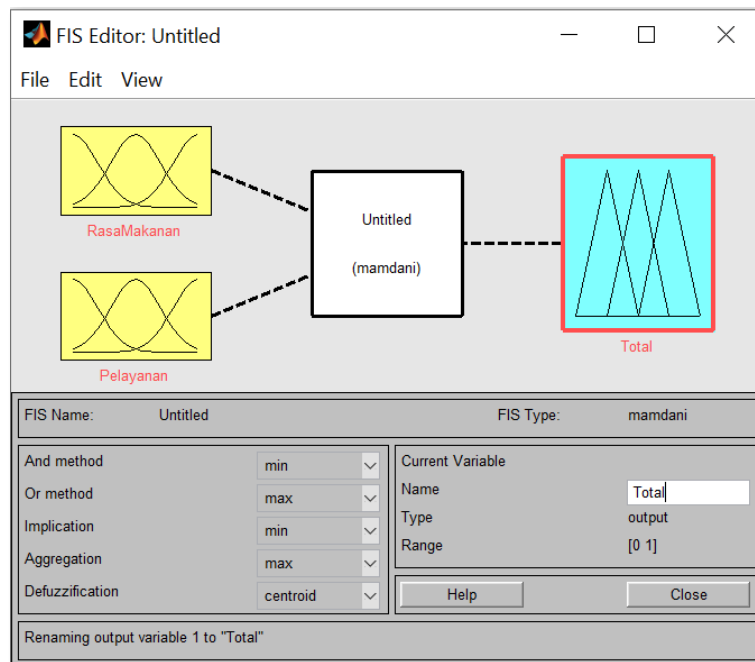 FIS Editor: Untitled
File Edit View
RasaMakanan
Untitled
(mamdani)
Pelayanan
Total
FIS Name: Untitled FIS Type: mamdani
And method min
Or method max
Implication min
Aggregation max
Defuzzification centroid
Current Variable
Name Total
Type output
Range [0 1]
Help Close
Renaming output variable 1 to "Total"